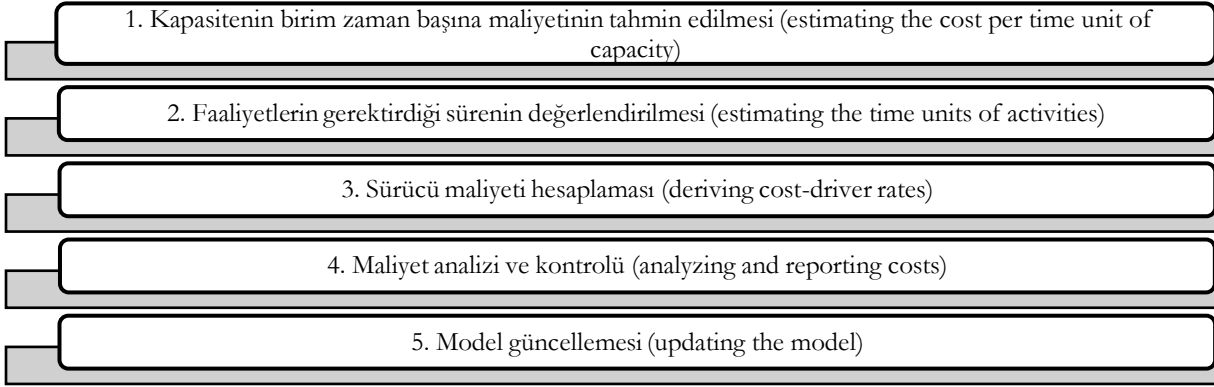 1. Kapasitenin birim zaman başına maliyetinin tahmin edilmesi (estimating the cost per time unit of
capacity)
2. Faaliyetlerin gerektirdiği sürenin değerlendirilmesi (estimating the time units of activities)
3. Sürücü maliyeti hesaplaması (deriving cost-driver rates)
4. Maliyet analizi ve kontrolü (analyzing and reporting costs)
5. Model güncellemesi (updating the model)